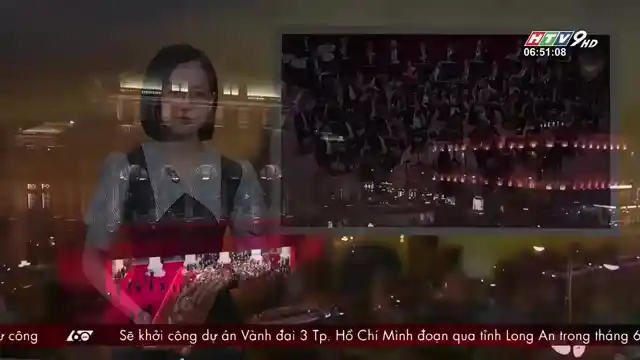 HTV9 HD
06:51:08
ự công 60 Sẽ khởi công dự án Vành đai 3 Tp. Hồ Chí Minh đoạn qua tỉnh Long An trong tháng 6